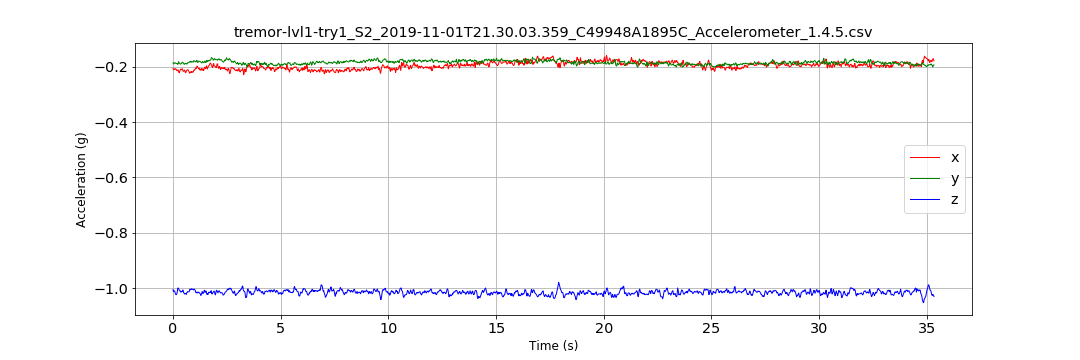 tremor-lvl1-try1_S2_2019-11-01T21.30.03.359_C49948A1895C_Accelerometer_1.4.5.csv
−0.2
−0.4
−0.6
−0.8
−1.0
Acceleration (g)
x
y
z
0 5 10 15 20 25 30 35
Time (s)